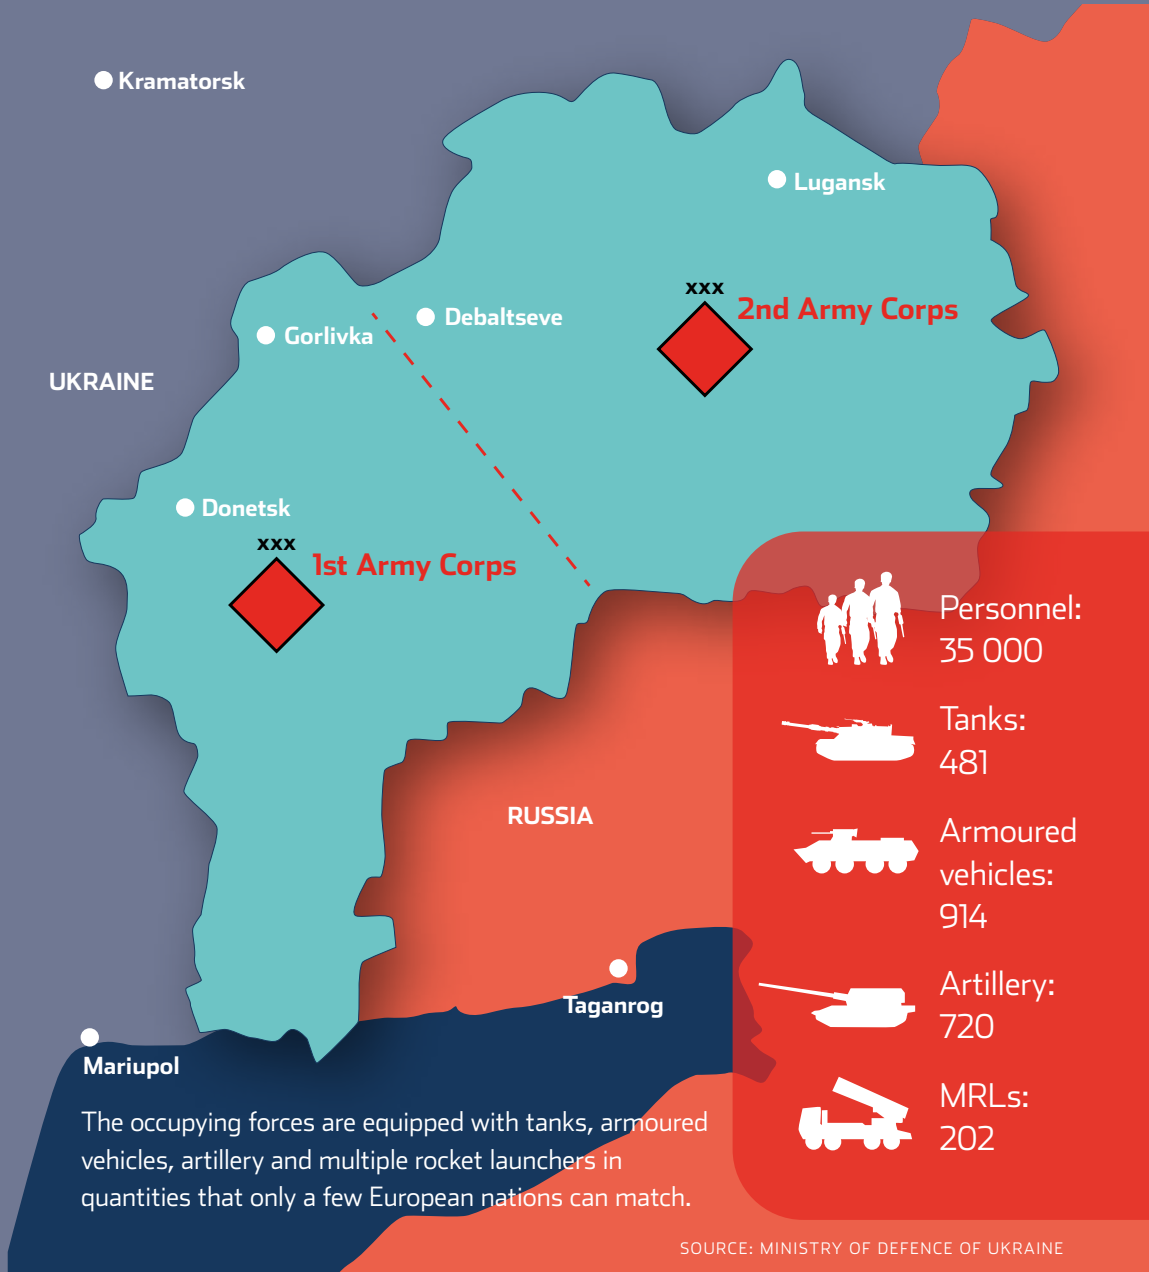 Kramatorsk
Lugansk
xxx
2nd Army Corps
Debaltseve
Gorlivka
UKRAINE
Donetsk
xxx
1st Army Corps
Personnel:
35 000
Tanks:
481
RUSSIA
Armoured
vehicles:
914
Artillery:
720
Taganrog
Mariupol
MRLs:
202
The occupying forces are equipped with tanks, armoured
vehicles, artillery and multiple rocket launchers in
quantities that only a few European nations can match.
SOURCE: MINISTRY OF DEFENCE OF UKRAINE